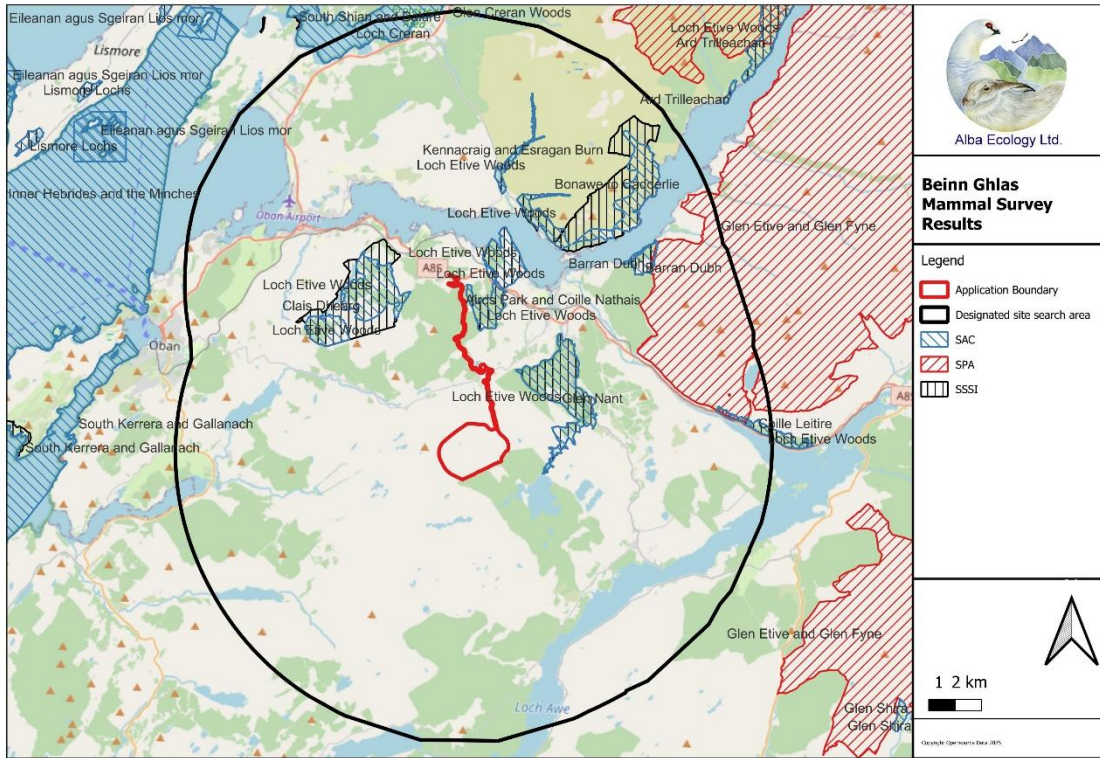 Eileanan agus Sgeiran Lios mor
South Shian and Balure
Glen Creran Woods
Loch Etive Woods
Lismore
Loch Creran
Ard Trilleachan
Eileanan agus Sgeiran Lios mor
Lismore Lochs
Ard Trilleachan
Eileanan agus Sgeiran Lios mor
Lismore Lochs
Kennacraig and Esragan Burn
Loch Etive Woods
Inner Hebrides and the Minches
Bonawe to Cadderlie
Oban Airport
Loch Etive Woods
Glen Etive and Glen Fyne
Loch Etive Woods
Barran Dubh
Barran Dubh
A85
Loch Etive Woods
Loch Etive Woods
Clais Dhearg
Airds Park and Coille Nathais
Loch Etive Woods
Loch Etive Woods
Oban
Loch Etive Woods
Glen Nant
South Kerrera and Gallanach
Coille Leitire
Loch Etive Woods
South Kerrera and Gallanach
Glen Etive and Glen Fyne
Loch Awe
Glen Shira
Glen Shira
Alba Ecology Ltd.
Beinn Ghlas
Mammal Survey
Results
Legend
Application Boundary
Designated site search area
SAC
SPA
SSSI
1 2 km
Copyright Opensource Data 2025